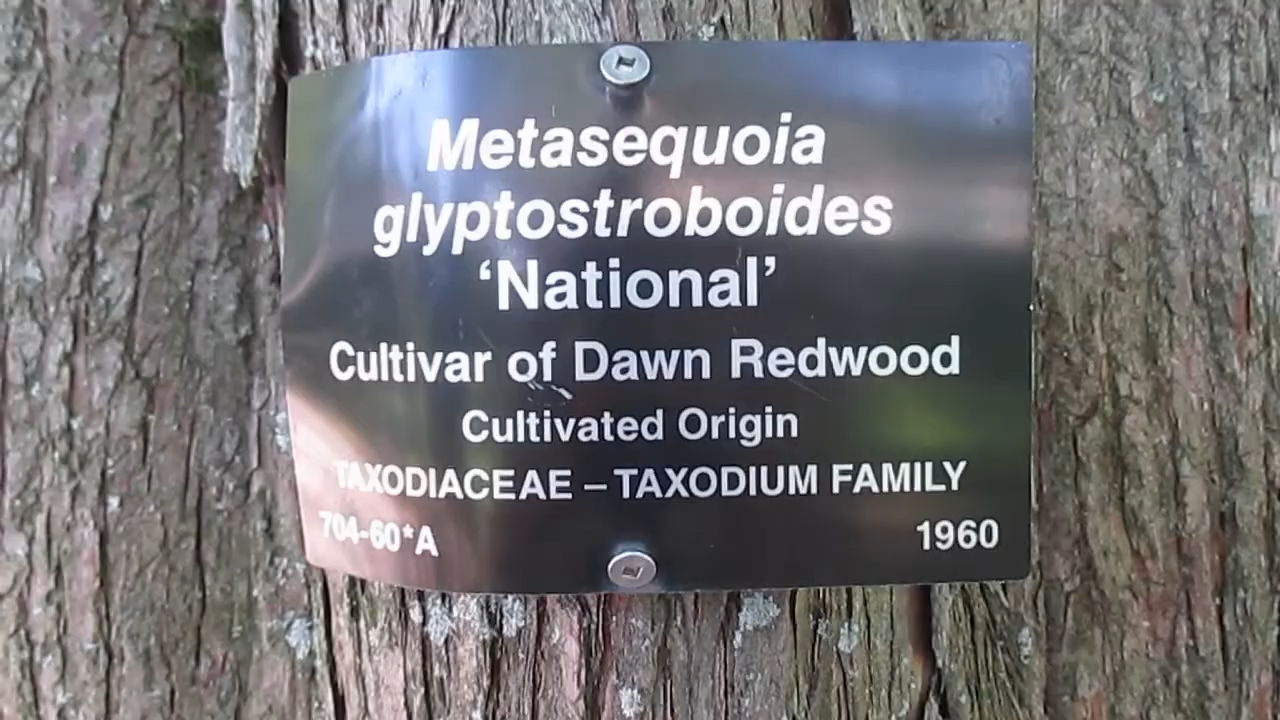 Metasequoia
glyptostroboides
‘National’
Cultivar of Dawn Redwood
Cultivated Origin
TAXODIACEAE – TAXODIUM FAMILY
704-60*A 1960